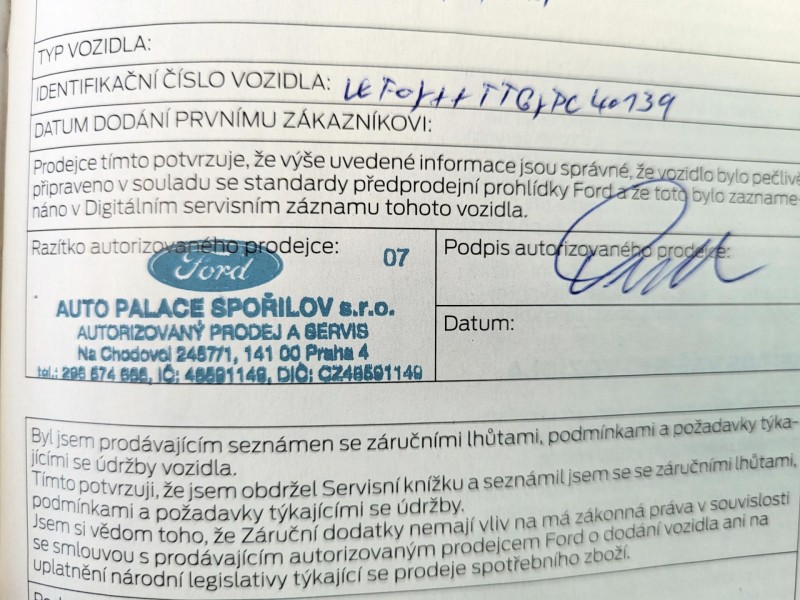 TYP VOZIDLA:
IDENTIFIKAČNÍ ČÍSLO VOZIDLA:
DATUM DODÁNÍ PRVNÍMU ZÁKAZNÍKOVI:
Prodejce tímto potvrzuje, že výše uvedené informace jsou správné, že vozidlo bylo pečlivě
připraveno v souladu se standardy předprodejní prohlídky Ford a že toto bylo zazname-
náno v Digitálním servisním záznamu tohoto vozidla.
Razítko autorizovaného prodejce:
Ford
07
AUTO PALACE SPOŘILOV s.r.o.
AUTORIZOVANÝ PRODEJ A SERVIS
Na Chodovci 2457/1, 141 00 Praha 4
tel.: IČ: DIČ:
Podpis autorizovaného prodejce:
Datum:
Byl jsem prodávajícím seznámen se záručními lhůtami, podmínkami a požadavky týka-
jícími se údržby vozidla.
Tímto potvrzuji, že jsem obdržel Servisní knížku a seznámil jsem se se záručními lhůtami,
podmínkami a požadavky týkajícími se údržby.
Jsem si vědom toho, že Záruční dodatky nemají vliv na má zákonná práva v souvislosti
se smlouvou s prodávajícím autorizovaným prodejcem Ford o dodání vozidla ani na
uplatnění národní legislativy týkající se prodeje spotřebního zboží.